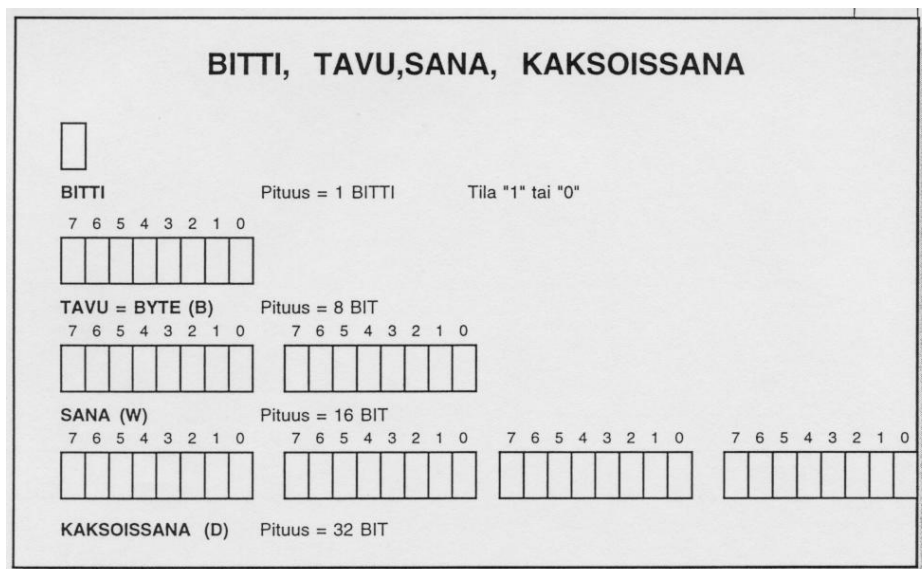 BITTI, TAVU,SANA, KAKSOISSANA
BITTI Pituus = 1 BITTI Tila "1" tai "0"
7 6 5 4 3 2 1 0
TAVU = BYTE (B) Pituus = 8 BIT
7 6 5 4 3 2 1 0 7 6 5 4 3 2 1 0
SANA (W) Pituus = 16 BIT
7 6 5 4 3 2 1 0 7 6 5 4 3 2 1 0 7 6 5 4 3 2 1 0 7 6 5 4 3 2 1 0
KAKSOISSANA (D) Pituus = 32 BIT